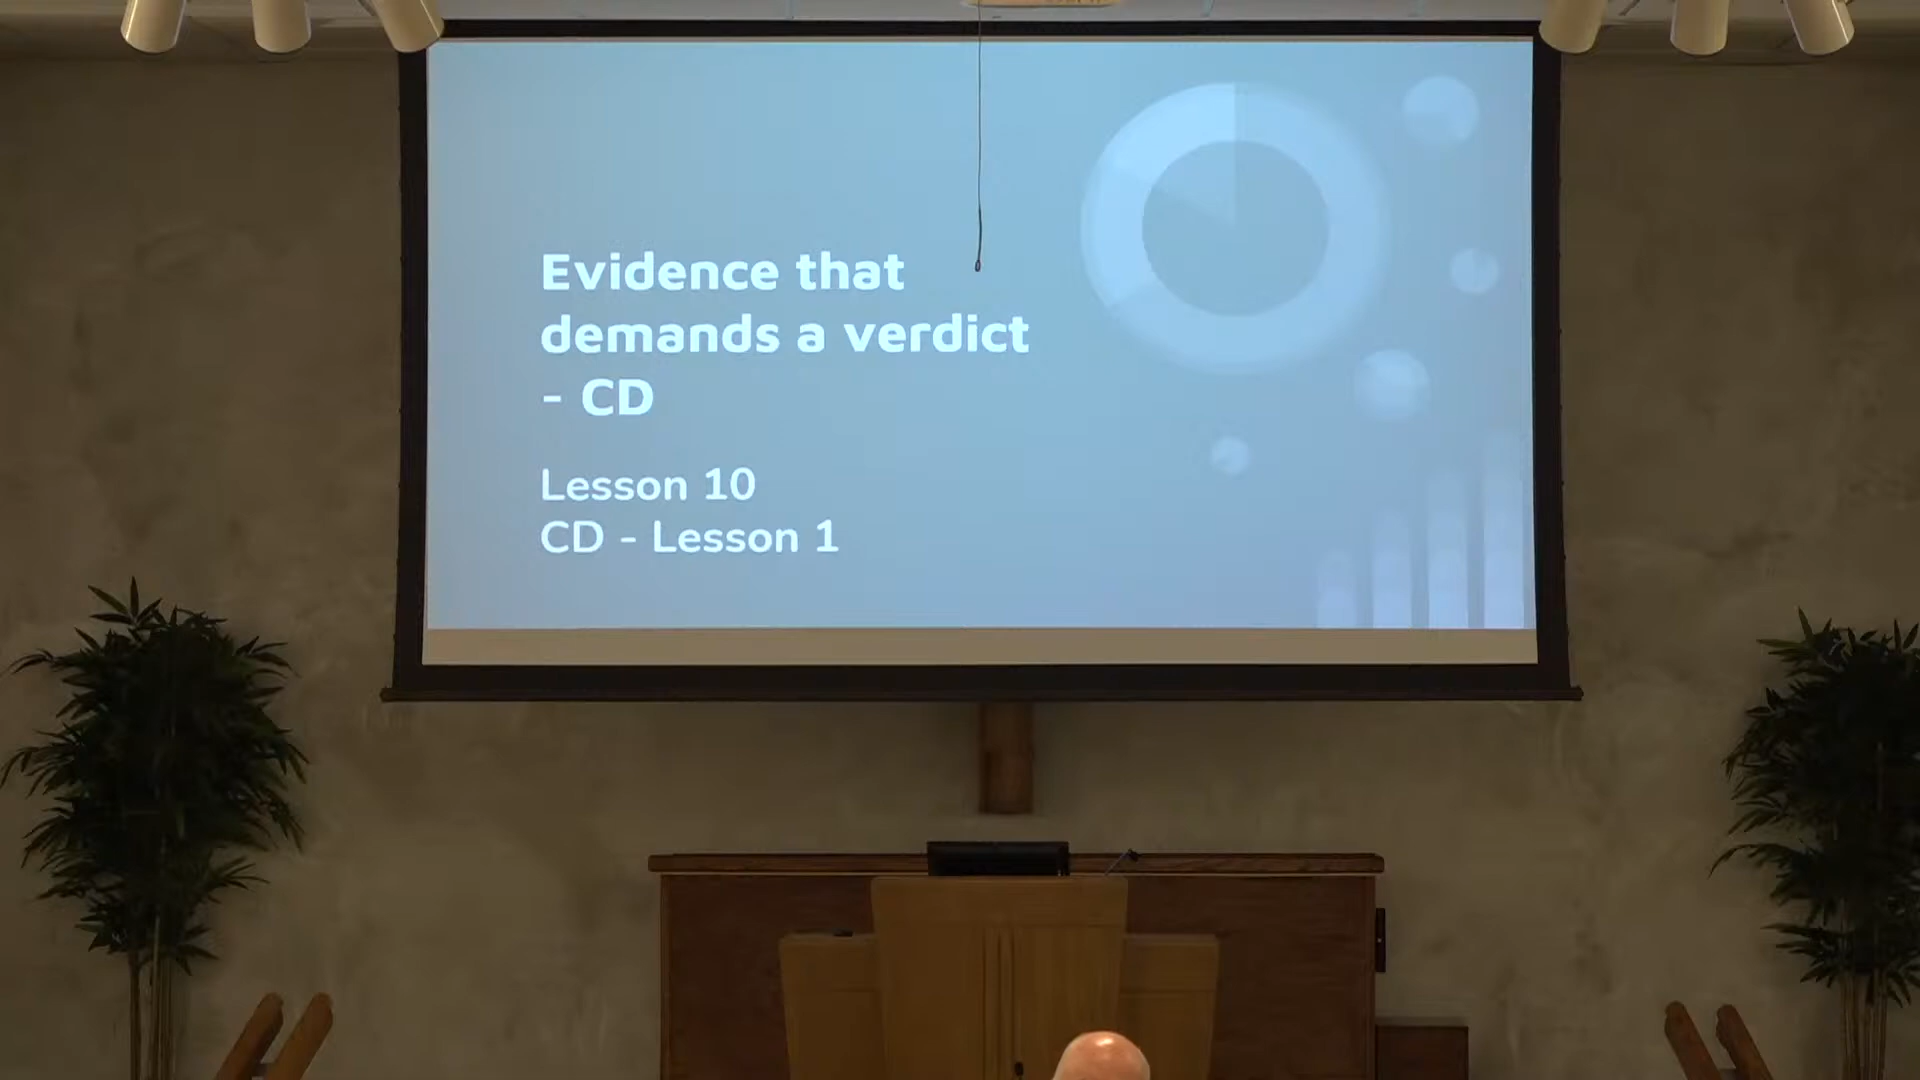 Evidence that
demands a verdict
- CD
Lesson 10
CD - Lesson 1